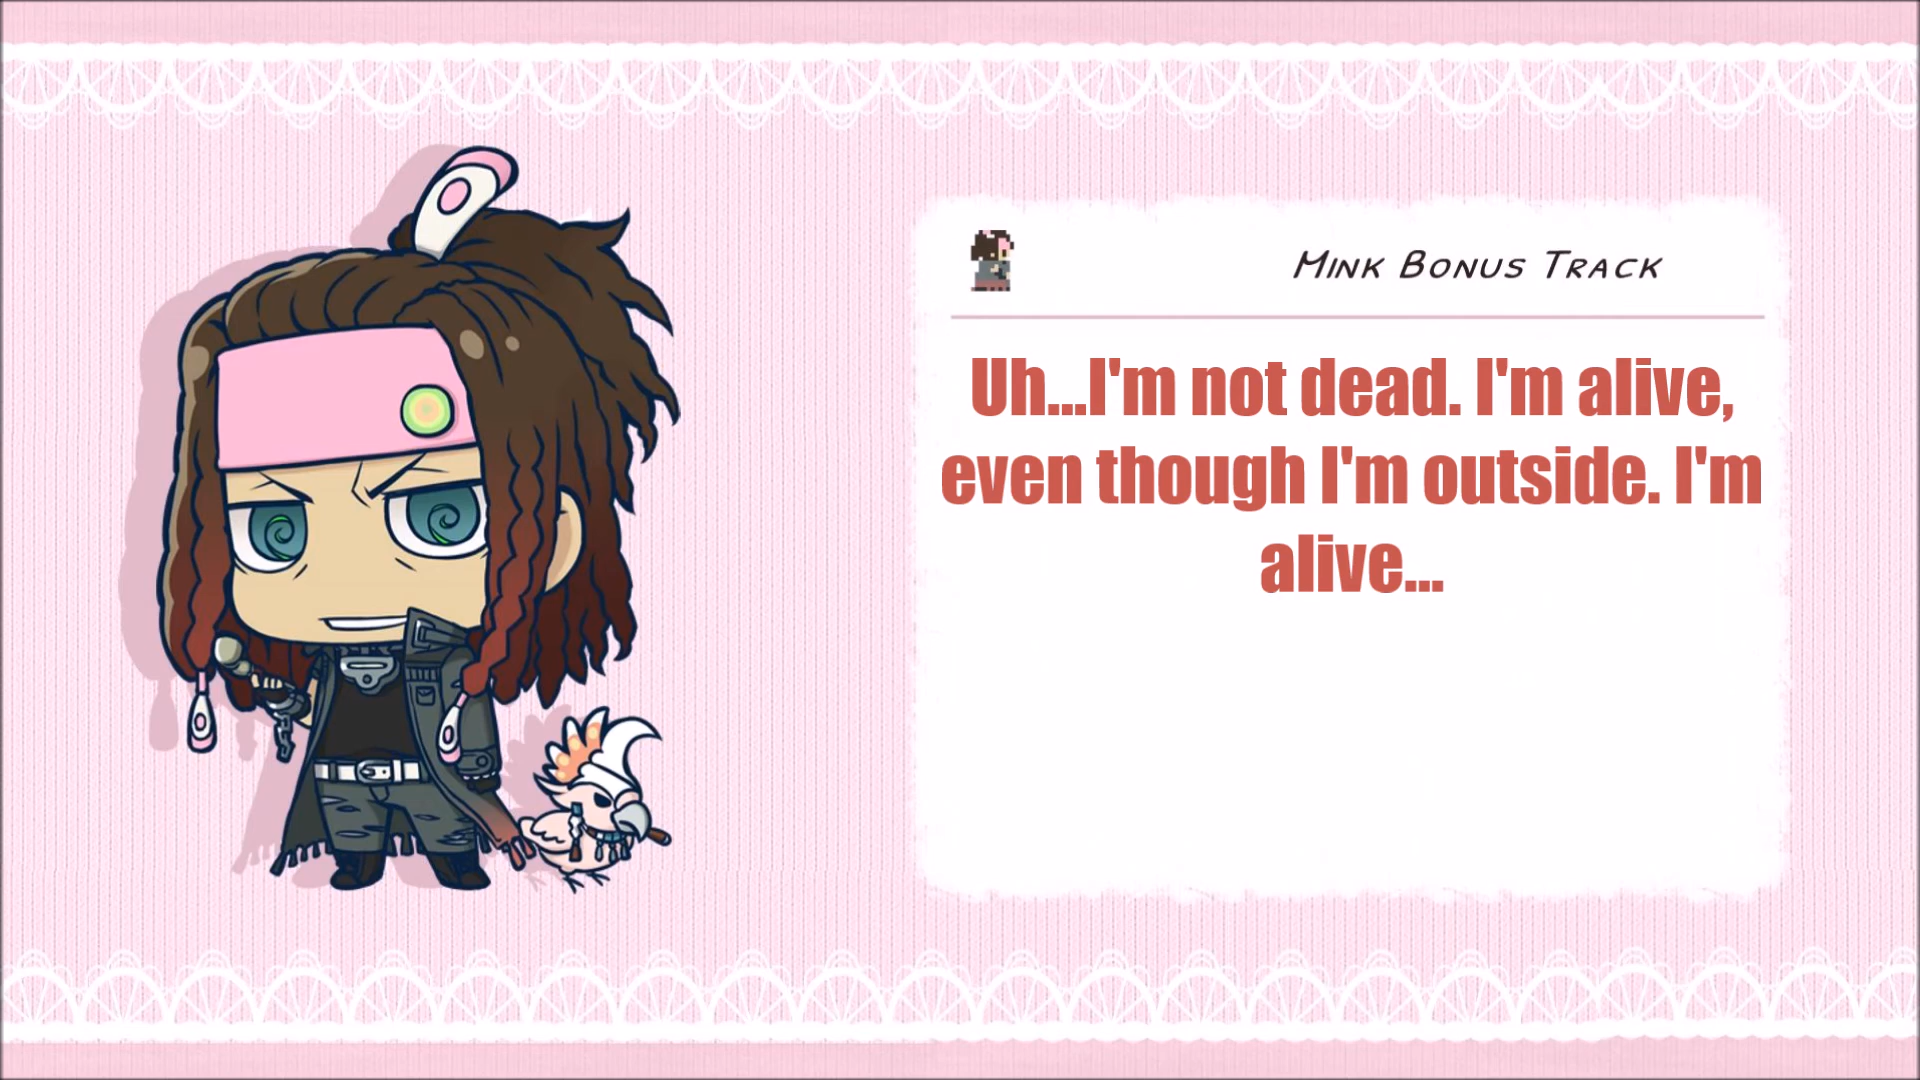 Mink Bonus Track
Uh...I'm not dead. I'm alive,
even though I'm outside. I'm
alive...